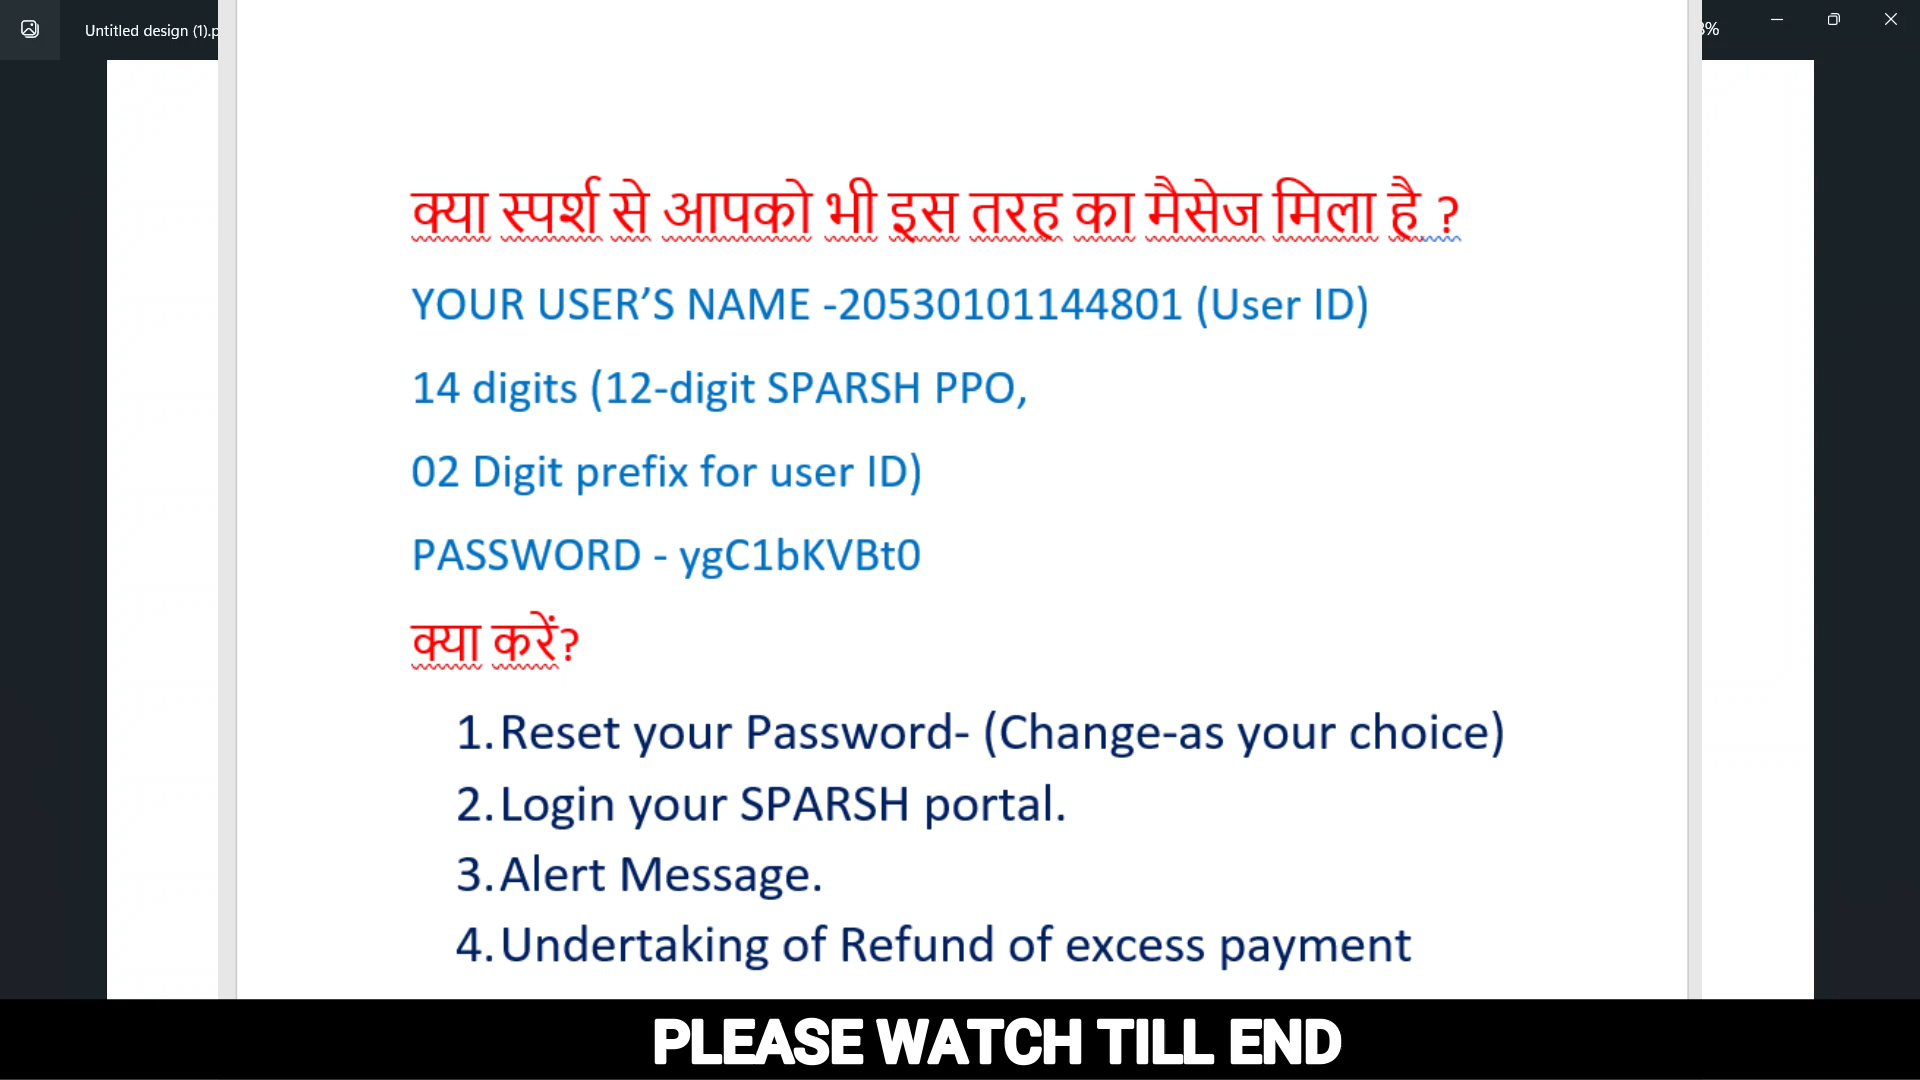 Untitled design (1).p
%
क्या स्पर्श से आपको भी इस तरह का मैसेज मिला है ?
YOUR USER’S NAME -20530101144801 (User ID)
14 digits (12-digit SPARSH PPO,
02 Digit prefix for user ID)
PASSWORD - ygC1bKVBt0
क्या करें?
1.Reset your Password- (Change-as your choice)
2.Login your SPARSH portal.
3.Alert Message.
4.Undertaking of Refund of excess payment
PLEASE WATCH TILL END